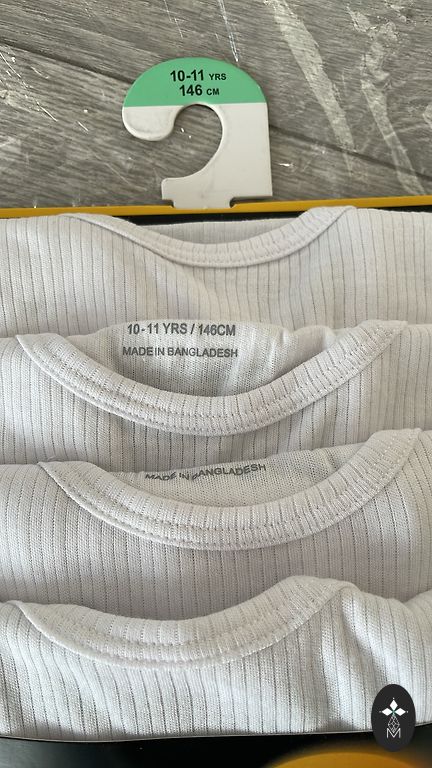 10-11 YRS
146 CM
10-11 YRS / 146CM
MADE IN BANGLADESH
MADE IN BANGLADESH